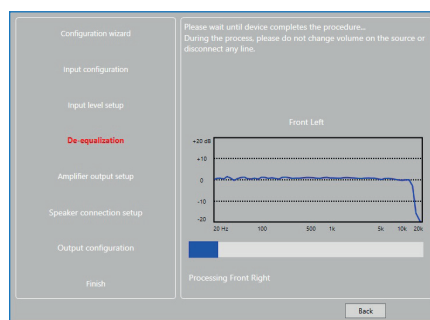 Configuration wizard
Input configuration
Input level setup
De-equalization
Amplifier output setup
Speaker connection setup
Output configuration
Finish
Please wait until device completes the procedure...
During the process, please do not change volume on the source or
disconnect any line.
Front Left
+20 dB
+10
0
-10
-20
20 Hz 100 500 1k 5k 10k 20k
Processing Front Right
Back